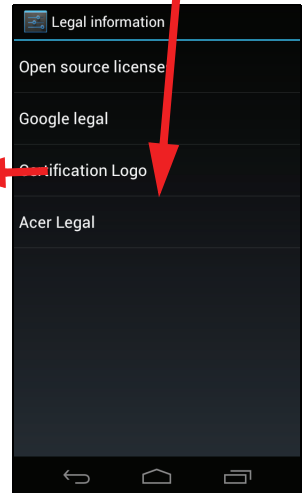 Legal information
Open source license
Google legal
Certification Logo
Acer Legal